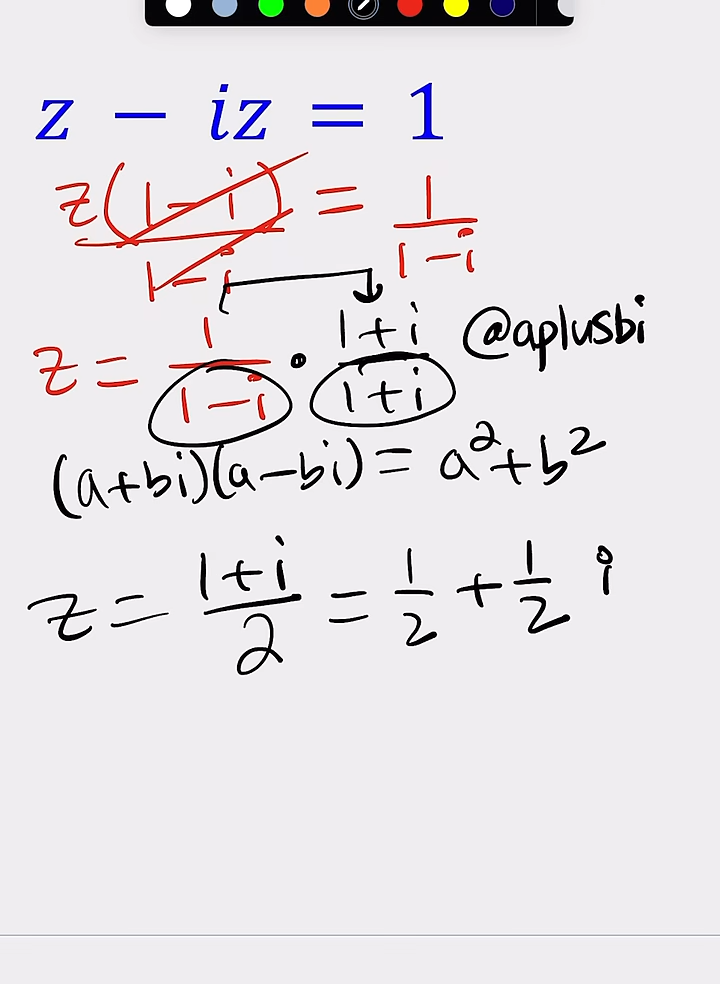 z − iz = 1
z(1−i)/(1−i) = 1/(1−i)
z = 1/(1−i) • (1+i)/(1+i) @aplusbi
(a+bi)(a−bi) = a²+b²
z = (1+i)/2 = 1/2 + 1/2 i